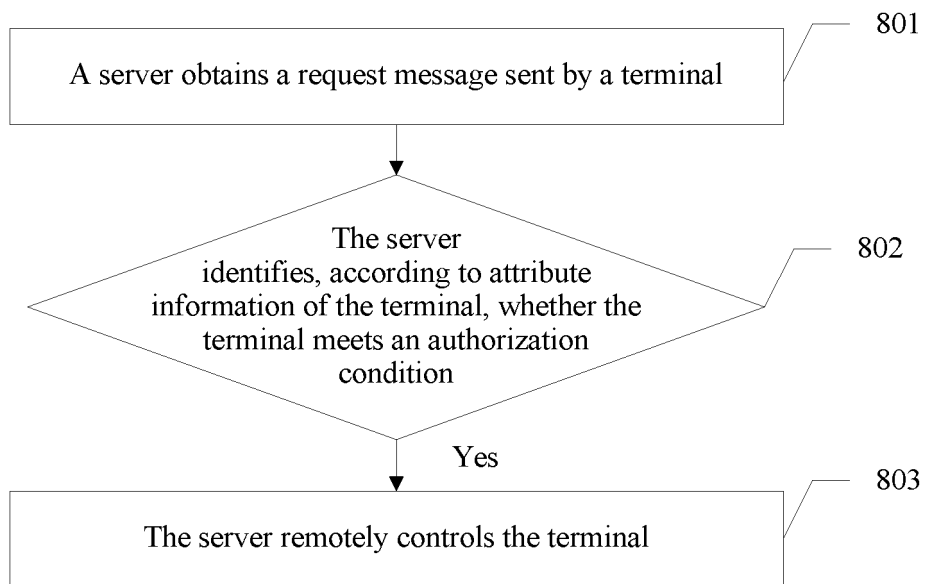 801
A server obtains a request message sent by a terminal
The server
802
identifies, according to attribute
information of the terminal, whether the
terminal meets an authorization
condition
Yes
803
The server remotely controls the terminal